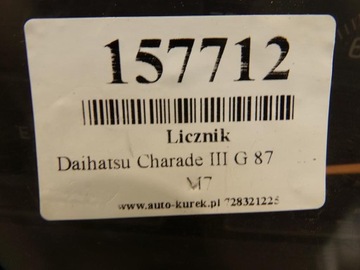 157712
Licznik
Daihatsu Charade III G 87
M7
www.auto-kurek.pl 728321225